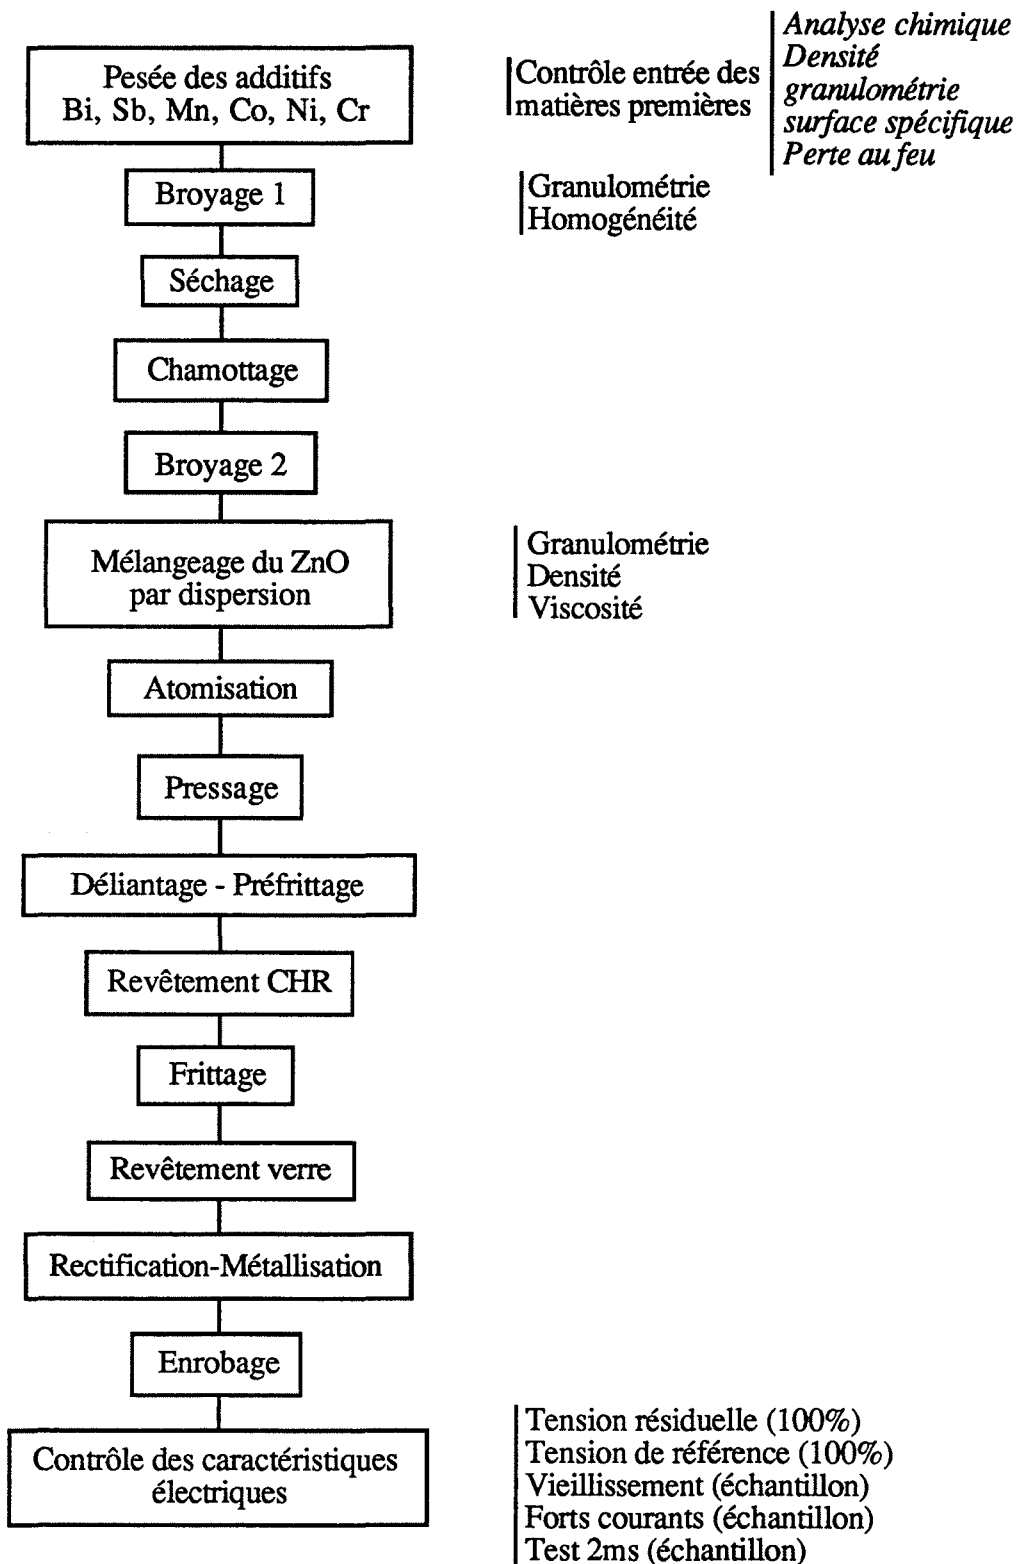 Pesée des additifs
Bi, Sb, Mn, Co, Ni, Cr
Contrôle entrée des
matières premières
Analyse chimique
Densité
granulométrie
surface spécifique
Perte au feu
Broyage 1
Granulométrie
Homogénéité
Séchage
Chamottage
Broyage 2
Mélangeage du ZnO
par dispersion
Granulométrie
Densité
Viscosité
Atomisation
Pressage
Déliantage - Préfrittage
Revêtement CHR
Frittage
Revêtement verre
Rectification-Métallisation
Enrobage
Contrôle des caractéristiques
électriques
Tension résiduelle (100%)
Tension de référence (100%)
Vieillissement (échantillon)
Forts courants (échantillon)
Test 2ms (échantillon)